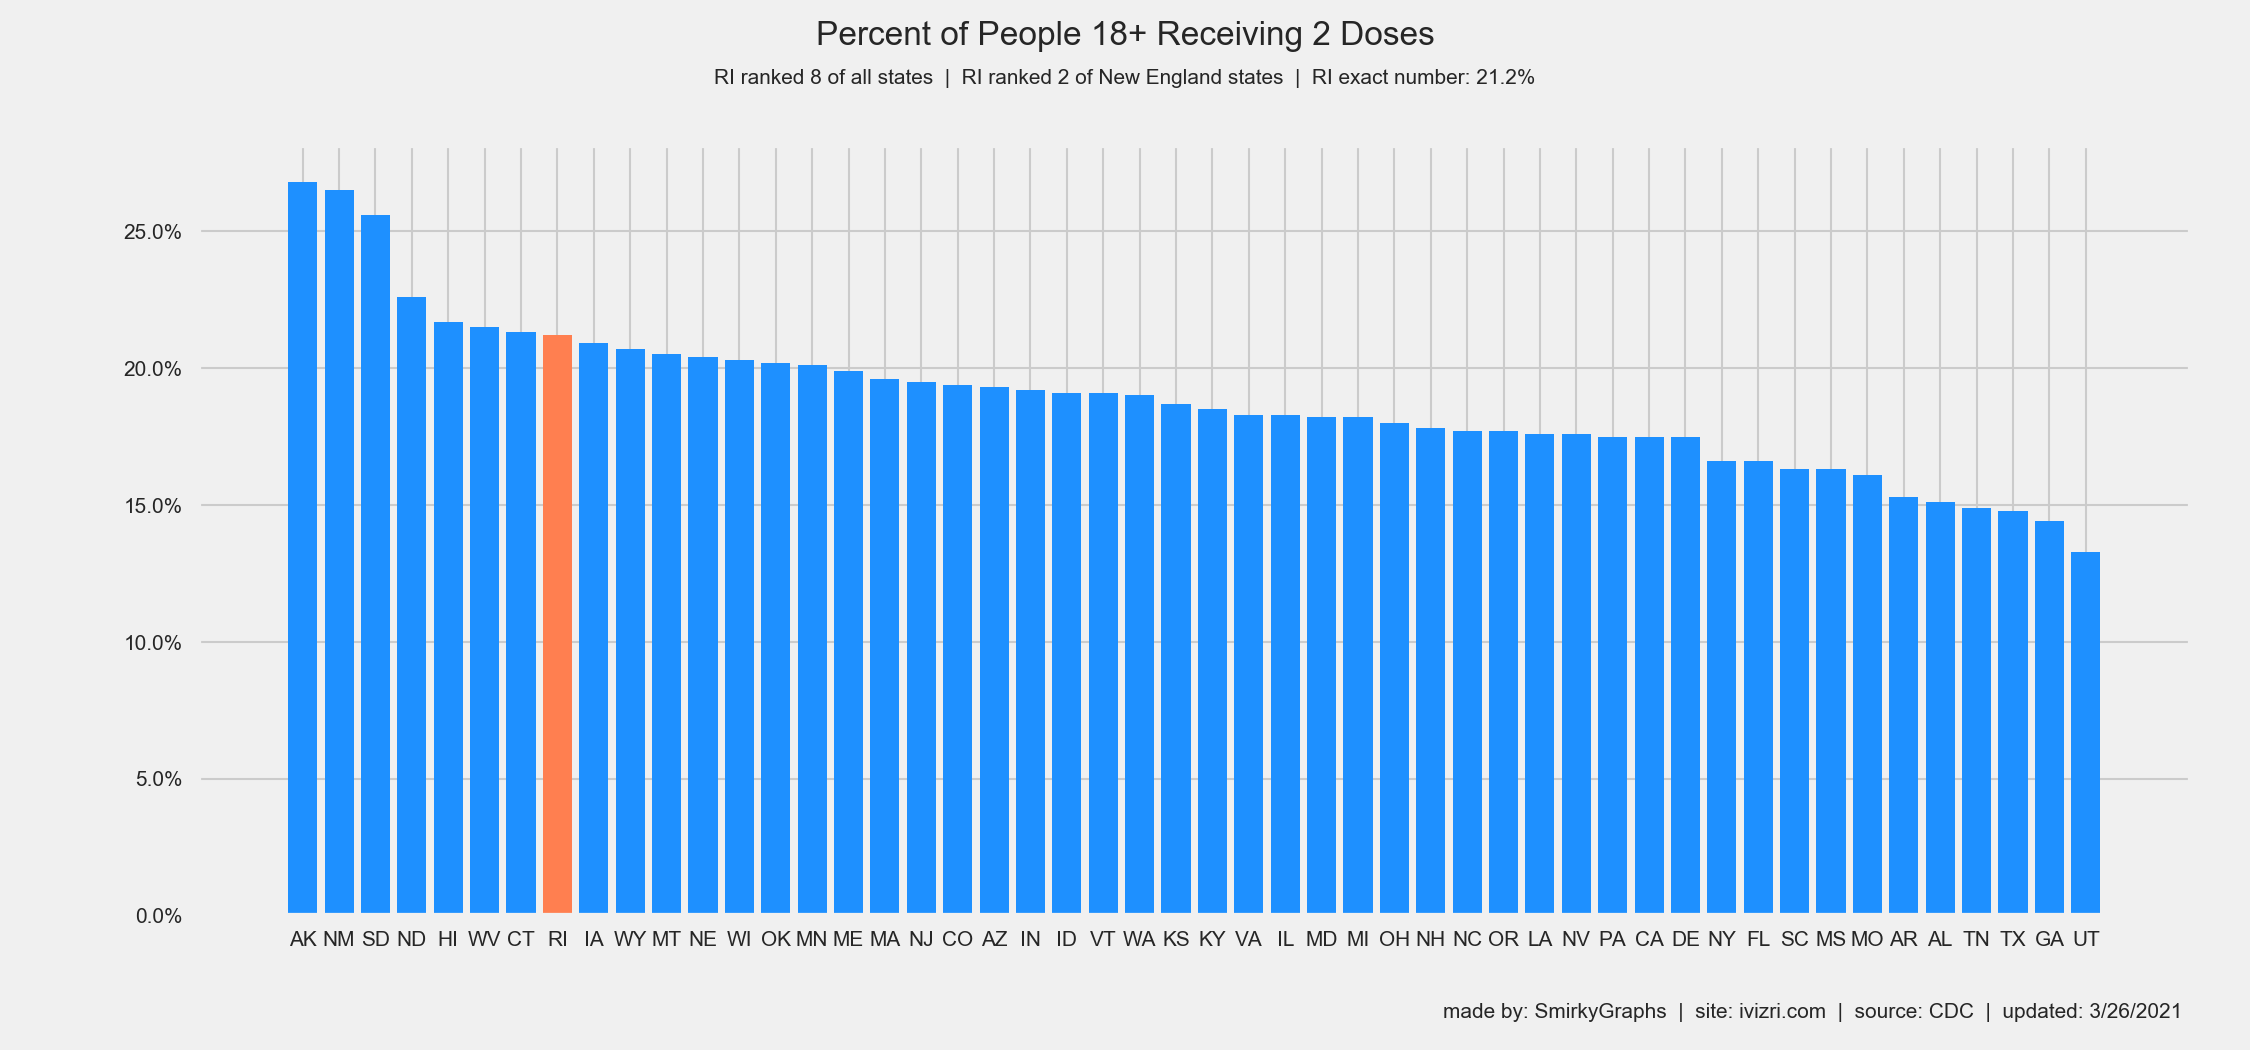 Percent of People 18+ Receiving 2 Doses
RI ranked 8 of all states | RI ranked 2 of New England states | RI exact number: 21.2%
25.0%
20.0%
15.0%
10.0%
5.0%
0.0%
AK NM SD ND HI WV CT RI IA WY MT NE WI OK MN ME MA NJ CO AZ IN ID VT WA KS KY VA IL MD MI OH NH NC OR LA NV PA CA DE NY FL SC MS MO AR AL TN TX GA UT
made by: SmirkyGraphs | site: ivizri.com | source: CDC | updated: 3/26/2021